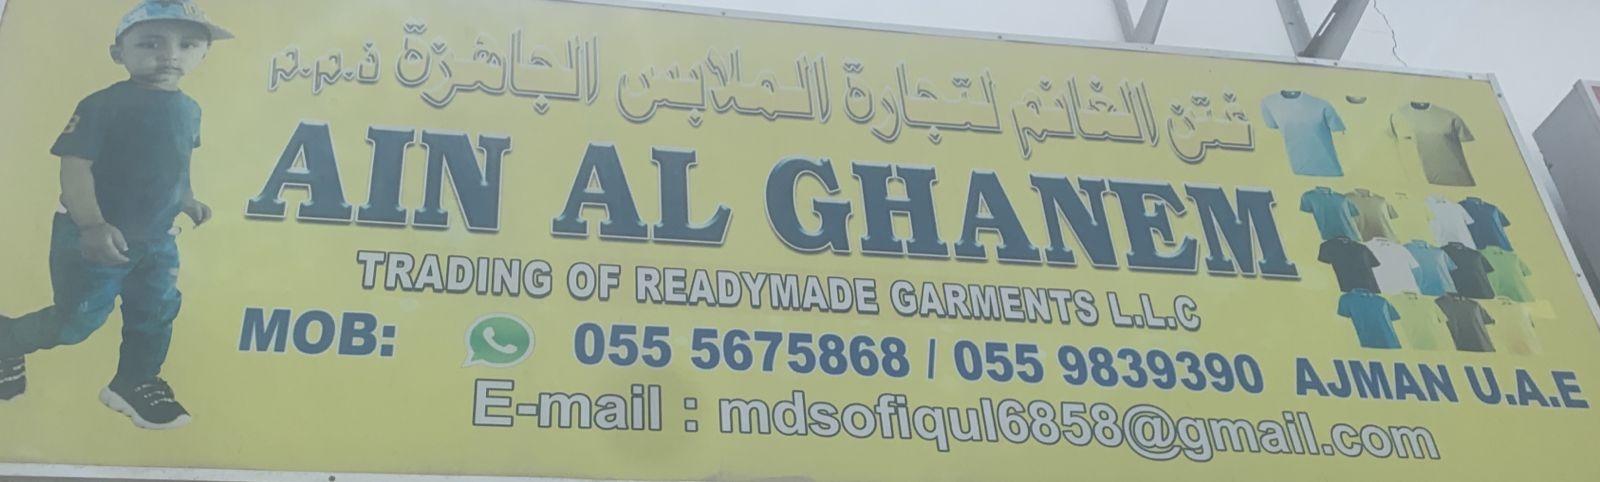 عين الغانم لتجارة الملابس الجاهزة ذ.م.م
AIN AL GHANEM
TRADING OF READYMADE GARMENTS L.L.C
MOB: 055 5675868 / 055 9839390 AJMAN U.A.E
E-mail : mdsofiqul6858@gmail.com